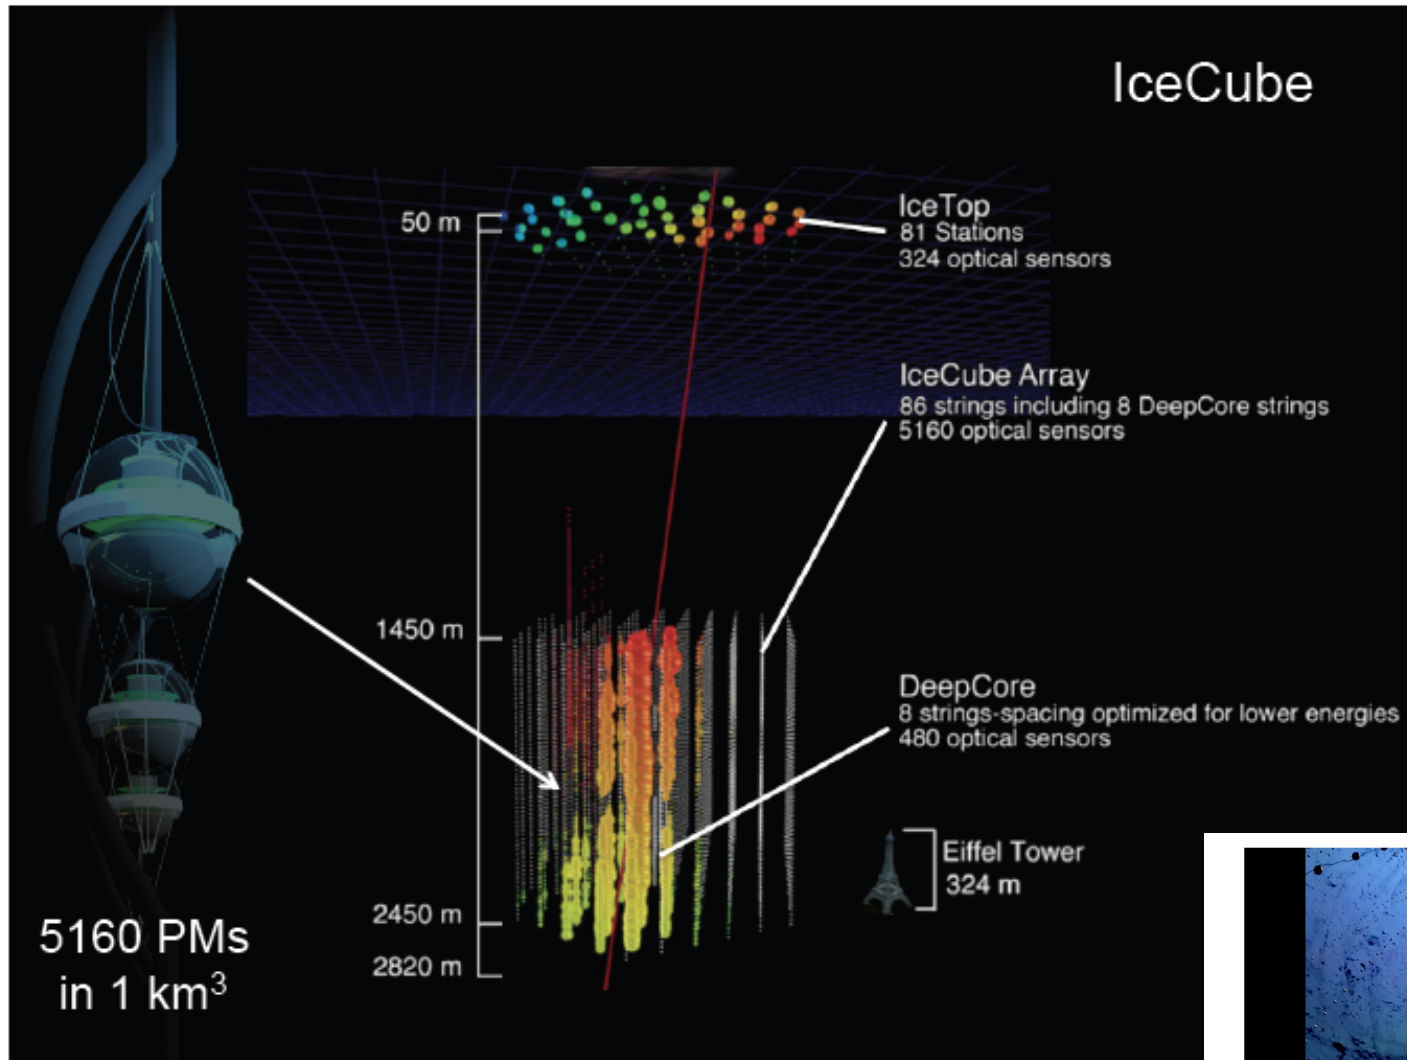 IceCube
50 m
IceTop
81 Stations
324 optical sensors
IceCube Array
86 strings including 8 DeepCore strings
5160 optical sensors
1450 m
DeepCore
8 strings-spacing optimized for lower energies
480 optical sensors
Eiffel Tower
324 m
2450 m
2820 m
5160 PMs
in 1 km³